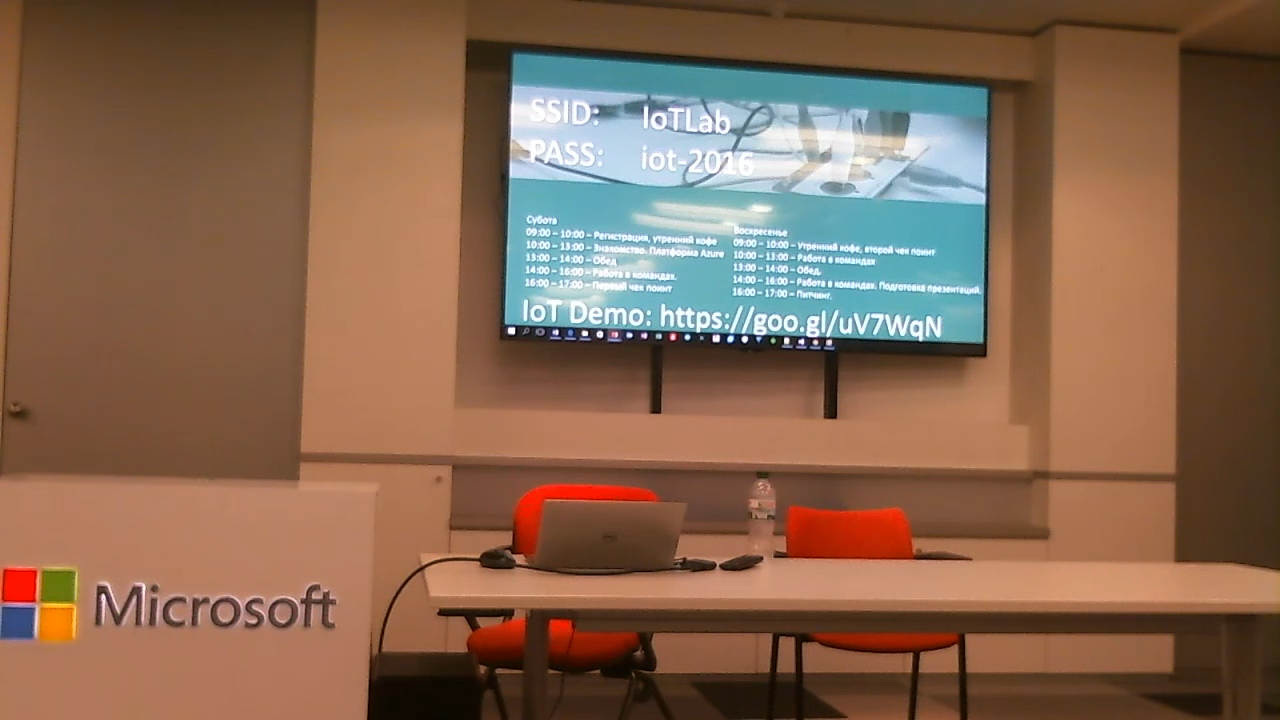 SSID: IoTLab
PASS: iot-2016
Субота
09:00 – 10:00 – Регистрация, утренний кофе
10:00 – 13:00 – Знакомство. Платформа Azure
13:00 – 14:00 – Обед
14:00 – 16:00 – Работа в командах.
16:00 – 17:00 – Первый чек поинт
Воскресенье
09:00 – 10:00 – Утренний кофе, второй чек поинт
10:00 – 13:00 – Работа в командах
13:00 – 14:00 – Обед.
14:00 – 16:00 – Работа в командах. Подготовка презентаций.
16:00 – 17:00 – Питчинг.
IoT Demo: https://goo.gl/uV7WqN
Microsoft